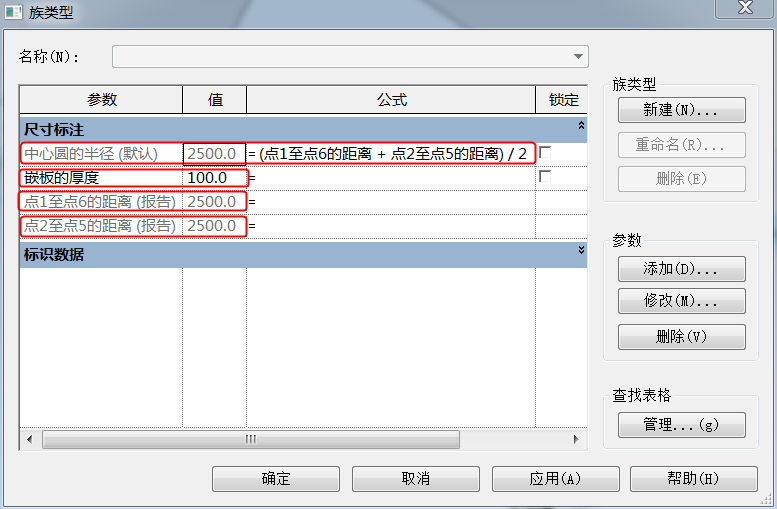 族类型
名称(N):
参数 值 公式 锁定
尺寸标注
中心圆的半径 (默认) 2500.0 = (点1至点6的距离 + 点2至点5的距离) / 2
嵌板的厚度 100.0 =
点1至点6的距离 (报告) 2500.0 =
点2至点5的距离 (报告) 2500.0 =
标识数据
族类型
新建(N)...
重命名(R)...
删除(E)
参数
添加(D)...
修改(M)...
删除(V)
查找表格
管理...(g)
确定 取消 应用(A) 帮助(H)